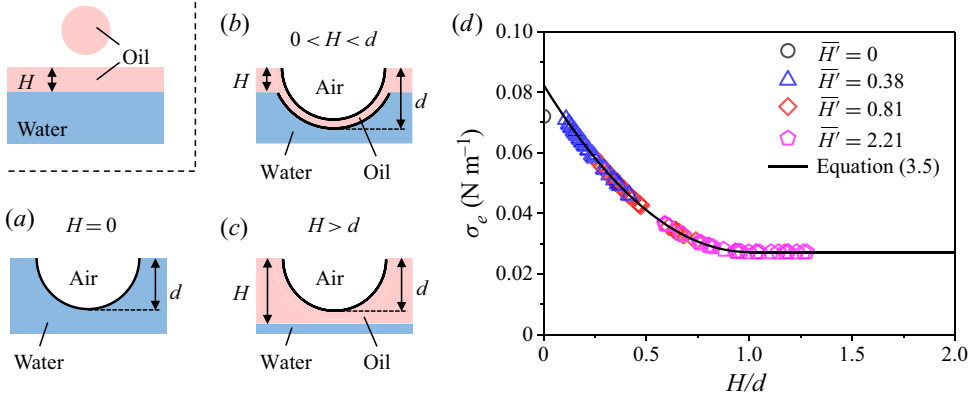 Oil
H
Water
(b)
0 < H < d
Air
d
H
Water
Oil
(a)
H = 0
Air
d
Water
(c)
H > d
Air
d
H
Water
Oil
(d)
0.10
0.08
0.06
0.04
0.02
0
σe (N m⁻¹)
H̅′ = 0
H̅′ = 0.38
H̅′ = 0.81
H̅′ = 2.21
Equation (3.5)
0 0.5 1.0 1.5 2.0
H/d